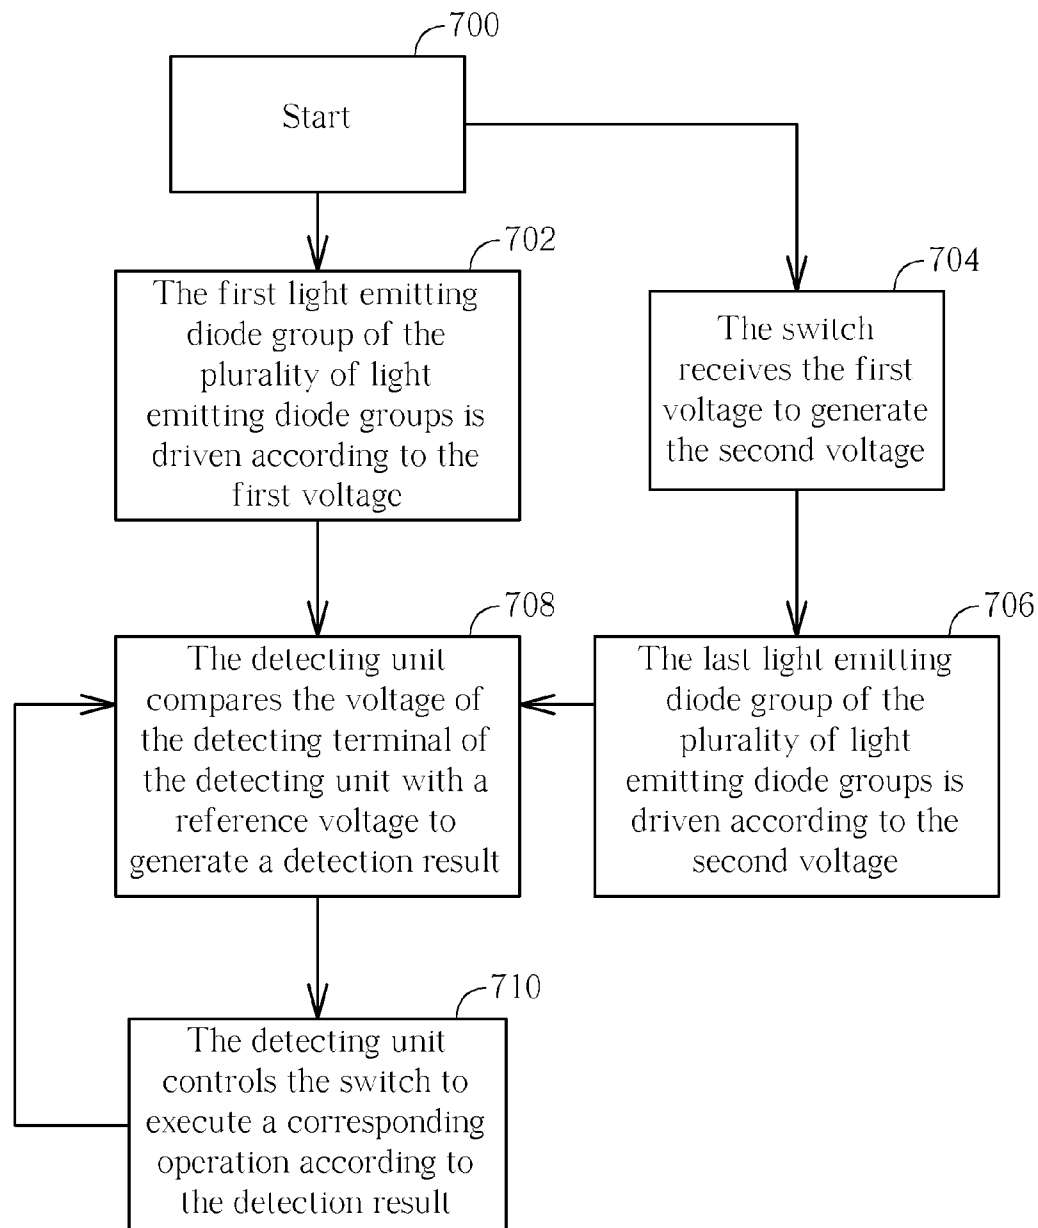 700
Start
702
The first light emitting
diode group of the
plurality of light
emitting diode groups is
driven according to the
first voltage
704
The switch
receives the first
voltage to generate
the second voltage
708
The detecting unit
compares the voltage of
the detecting terminal of
the detecting unit with a
reference voltage to
generate a detection result
706
The last light emitting
diode group of the
plurality of light
emitting diode groups is
driven according to the
second voltage
710
The detecting unit
controls the switch to
execute a corresponding
operation according to
the detection result